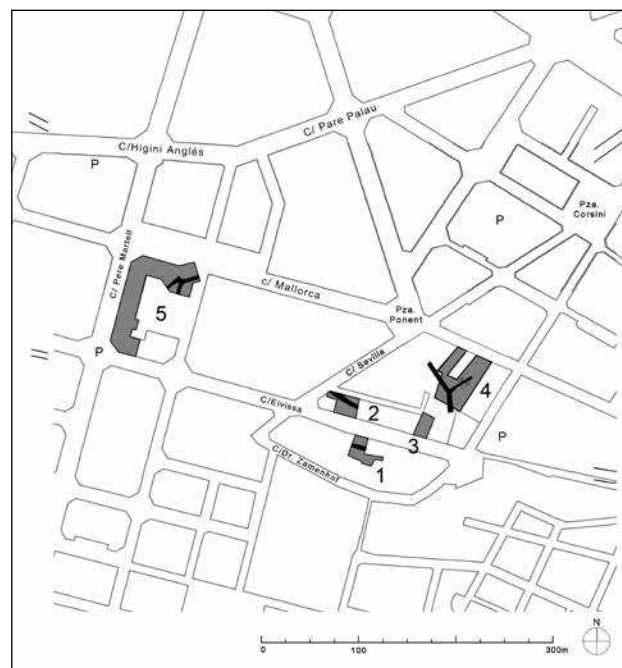 C/ Pare Palau
C/Higini Anglés
P
Pza.
Corsini
P
C/ Pere Martell
c/ Mallorca
Pza.
Ponent
5
C/ Sevilla
P
4
C/Eivissa
2
3
P
1
C/Dr. Zamenhof
N
0 100 300m